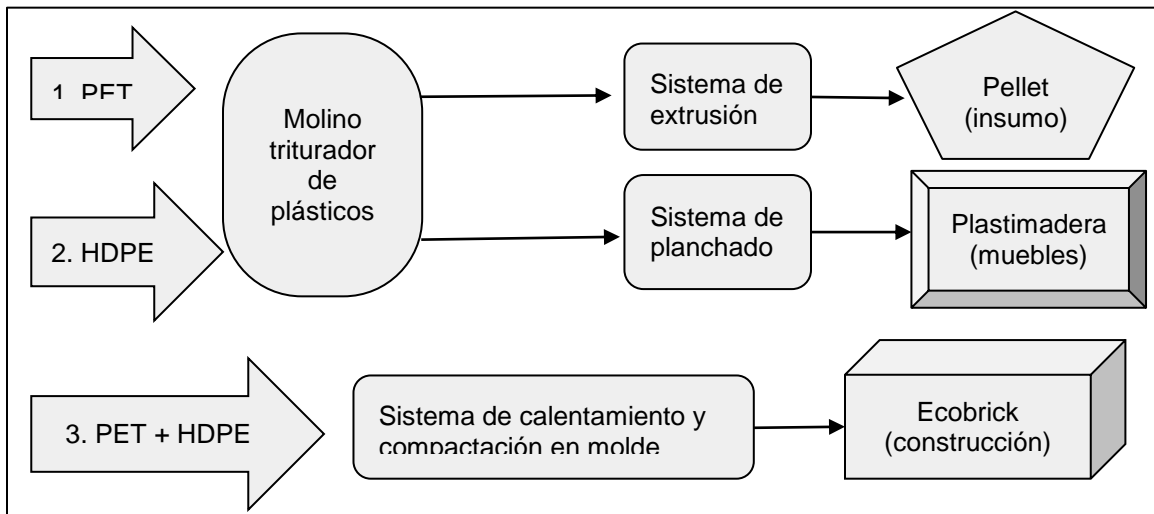 1. PET
Molino
triturador
de
plásticos
Sistema de
extrusión
Pellet
(insumo)
2. HDPE
Sistema de
planchado
Plastimadera
(muebles)
3. PET + HDPE
Sistema de calentamiento y
compactación en molde
Ecobrick
(construcción)